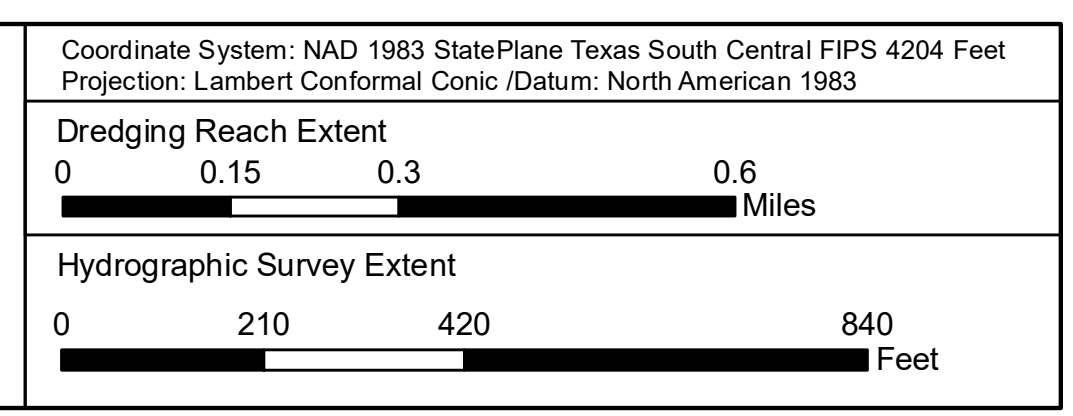 Coordinate System: NAD 1983 StatePlane Texas South Central FIPS 4204 Feet
Projection: Lambert Conformal Conic /Datum: North American 1983
Dredging Reach Extent
0 0.15 0.3 0.6
Miles
Hydrographic Survey Extent
0 210 420 840
Feet